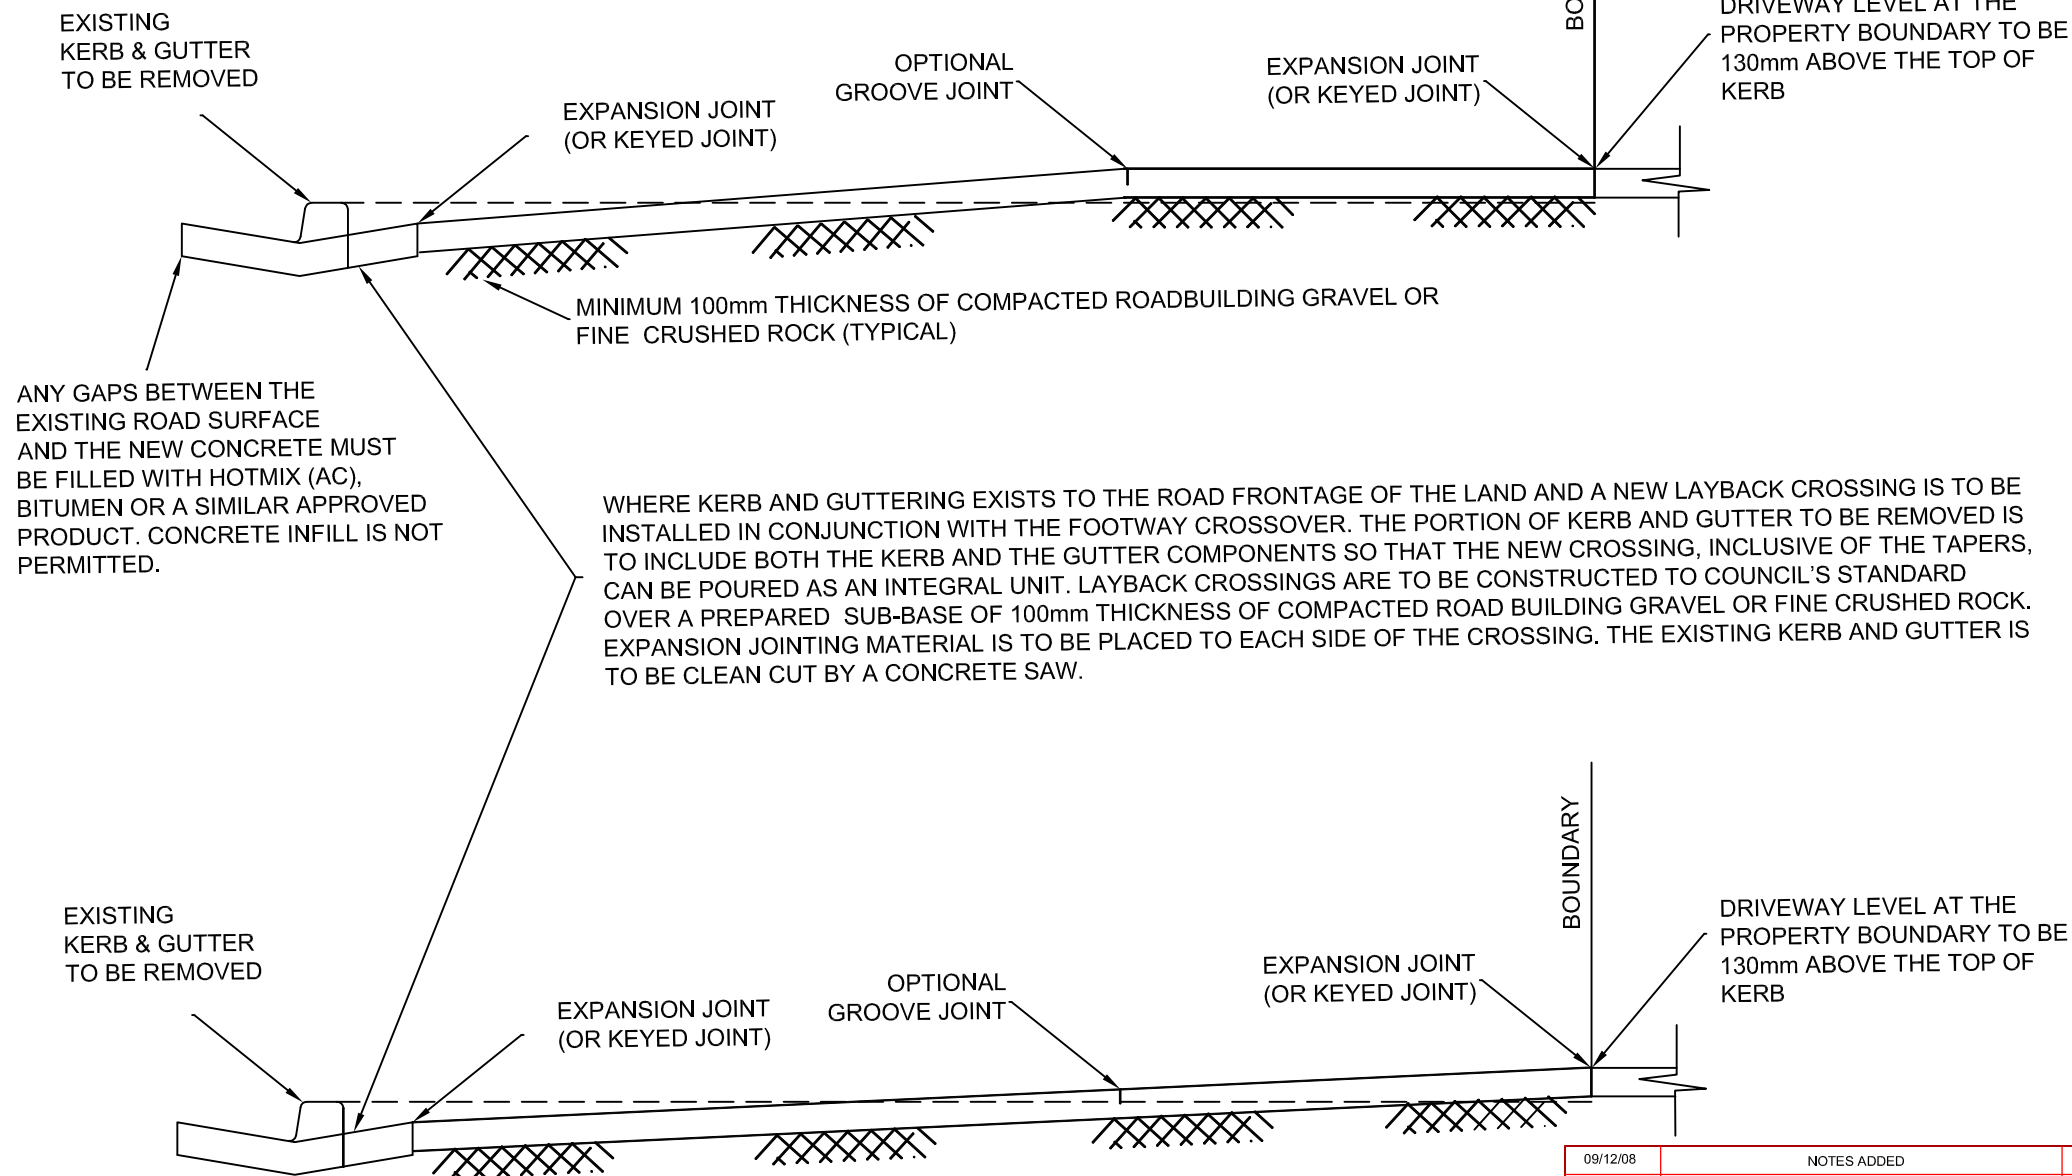 EXISTING
KERB & GUTTER
TO BE REMOVED
EXPANSION JOINT
(OR KEYED JOINT)
OPTIONAL
GROOVE JOINT
EXPANSION JOINT
(OR KEYED JOINT)
BO
DRIVEWAY LEVEL AT THE
PROPERTY BOUNDARY TO BE
130mm ABOVE THE TOP OF
KERB
MINIMUM 100mm THICKNESS OF COMPACTED ROADBUILDING GRAVEL OR
FINE CRUSHED ROCK (TYPICAL)
ANY GAPS BETWEEN THE
EXISTING ROAD SURFACE
AND THE NEW CONCRETE MUST
BE FILLED WITH HOTMIX (AC),
BITUMEN OR A SIMILAR APPROVED
PRODUCT. CONCRETE INFILL IS NOT
PERMITTED.
WHERE KERB AND GUTTERING EXISTS TO THE ROAD FRONTAGE OF THE LAND AND A NEW LAYBACK CROSSING IS TO BE
INSTALLED IN CONJUNCTION WITH THE FOOTWAY CROSSOVER. THE PORTION OF KERB AND GUTTER TO BE REMOVED IS
TO INCLUDE BOTH THE KERB AND THE GUTTER COMPONENTS SO THAT THE NEW CROSSING, INCLUSIVE OF THE TAPERS,
CAN BE POURED AS AN INTEGRAL UNIT. LAYBACK CROSSINGS ARE TO BE CONSTRUCTED TO COUNCIL'S STANDARD
OVER A PREPARED SUB-BASE OF 100mm THICKNESS OF COMPACTED ROAD BUILDING GRAVEL OR FINE CRUSHED ROCK.
EXPANSION JOINTING MATERIAL IS TO BE PLACED TO EACH SIDE OF THE CROSSING. THE EXISTING KERB AND GUTTER IS
TO BE CLEAN CUT BY A CONCRETE SAW.
EXISTING
KERB & GUTTER
TO BE REMOVED
EXPANSION JOINT
(OR KEYED JOINT)
OPTIONAL
GROOVE JOINT
EXPANSION JOINT
(OR KEYED JOINT)
BOUNDARY
DRIVEWAY LEVEL AT THE
PROPERTY BOUNDARY TO BE
130mm ABOVE THE TOP OF
KERB
09/12/08 NOTES ADDED